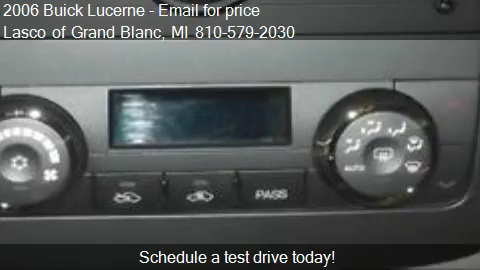 2006 Buick Lucerne - Email for price
Lasco of Grand Blanc, MI 810-579-2030
AUTO
PASS
Schedule a test drive today!